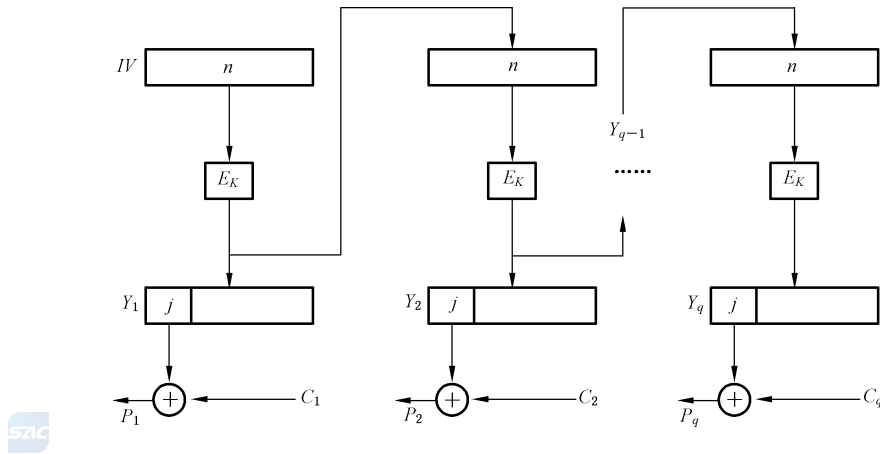 IV n n n
Y_{q-1}
E_K E_K …… E_K
Y_1 j Y_2 j Y_q j
+ C_1 + C_2 + C_q
P_1 P_2 P_q
SAC